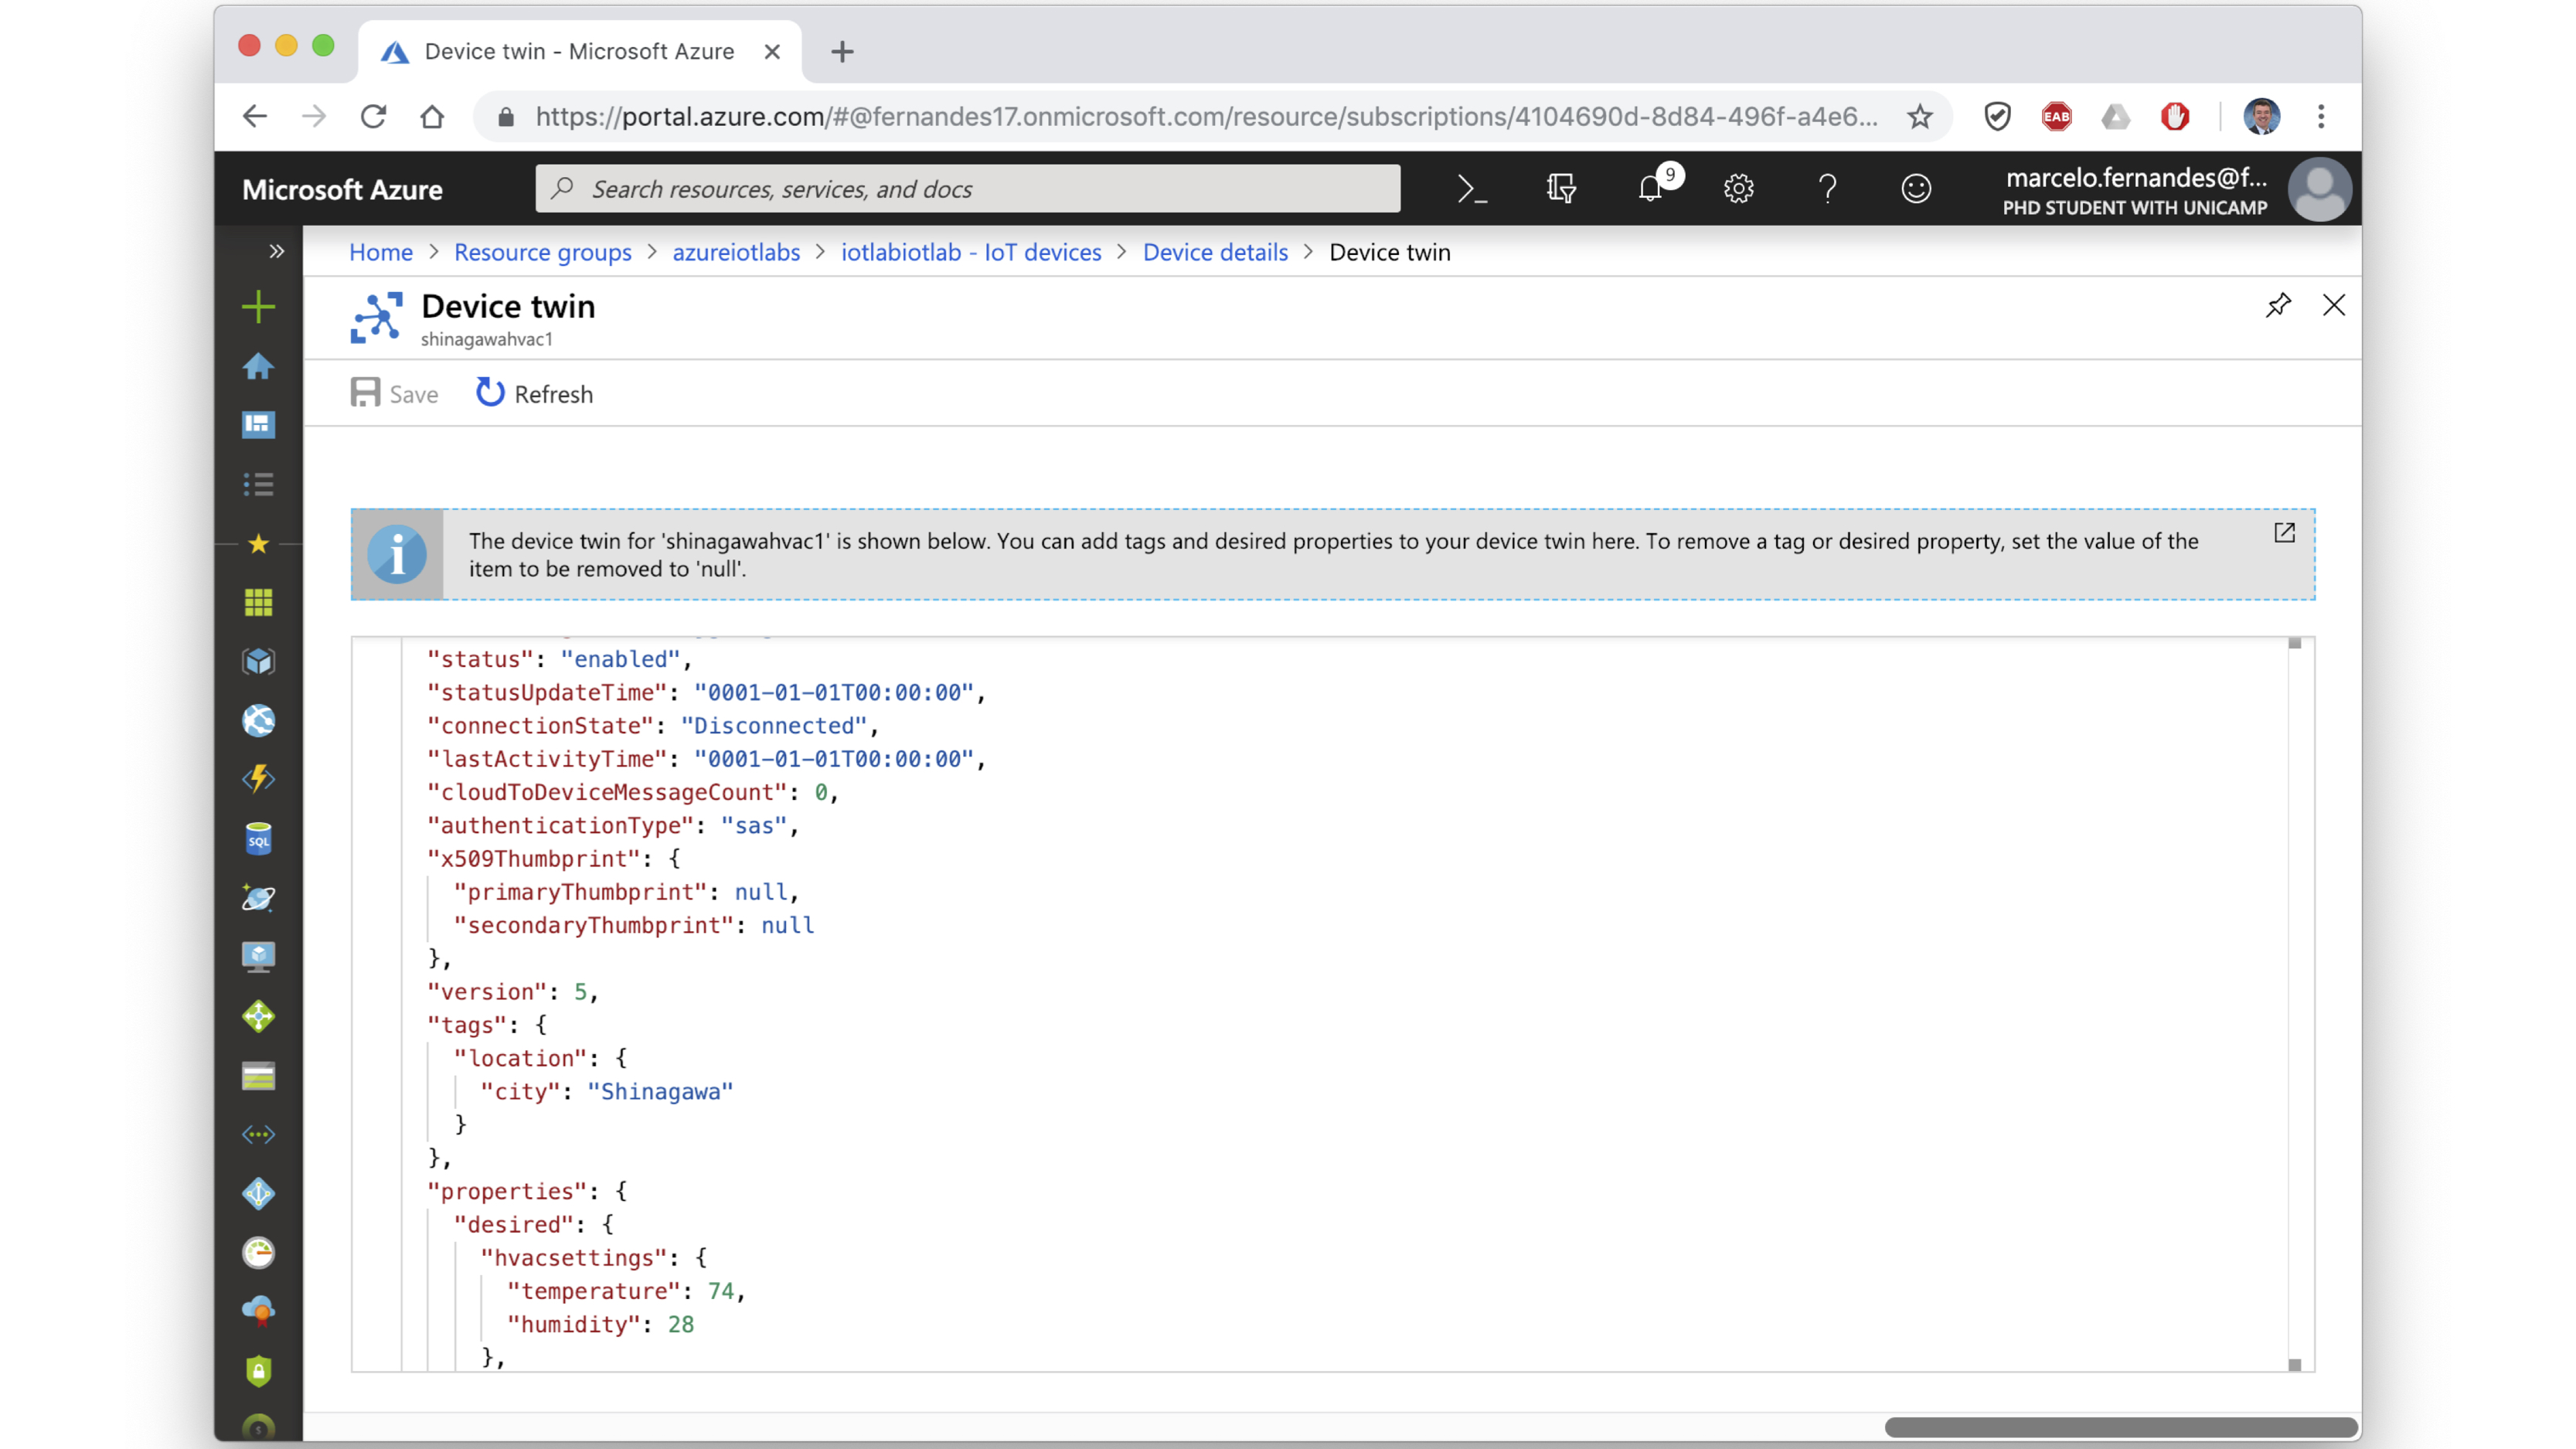 Device twin - Microsoft Azure
https://portal.azure.com/#@fernandes17.onmicrosoft.com/resource/subscriptions/4104690d-8d84-496f-a4e6...
EAB
Microsoft Azure
Search resources, services, and docs
9
marcelo.fernandes@f...
PHD STUDENT WITH UNICAMP
Home > Resource groups > azureiotlabs > iotlabiotlab - IoT devices > Device details > Device twin
Device twin
shinagawahvac1
Save Refresh
The device twin for 'shinagawahvac1' is shown below. You can add tags and desired properties to your device twin here. To remove a tag or desired property, set the value of the
item to be removed to 'null'.
"status": "enabled",
"statusUpdateTime": "0001-01-01T00:00:00",
"connectionState": "Disconnected",
"lastActivityTime": "0001-01-01T00:00:00",
"cloudToDeviceMessageCount": 0,
"authenticationType": "sas",
"x509Thumbprint": {
"primaryThumbprint": null,
"secondaryThumbprint": null
},
"version": 5,
"tags": {
"location": {
"city": "Shinagawa"
}
},
"properties": {
"desired": {
"hvacsettings": {
"temperature": 74,
"humidity": 28
},
SQL